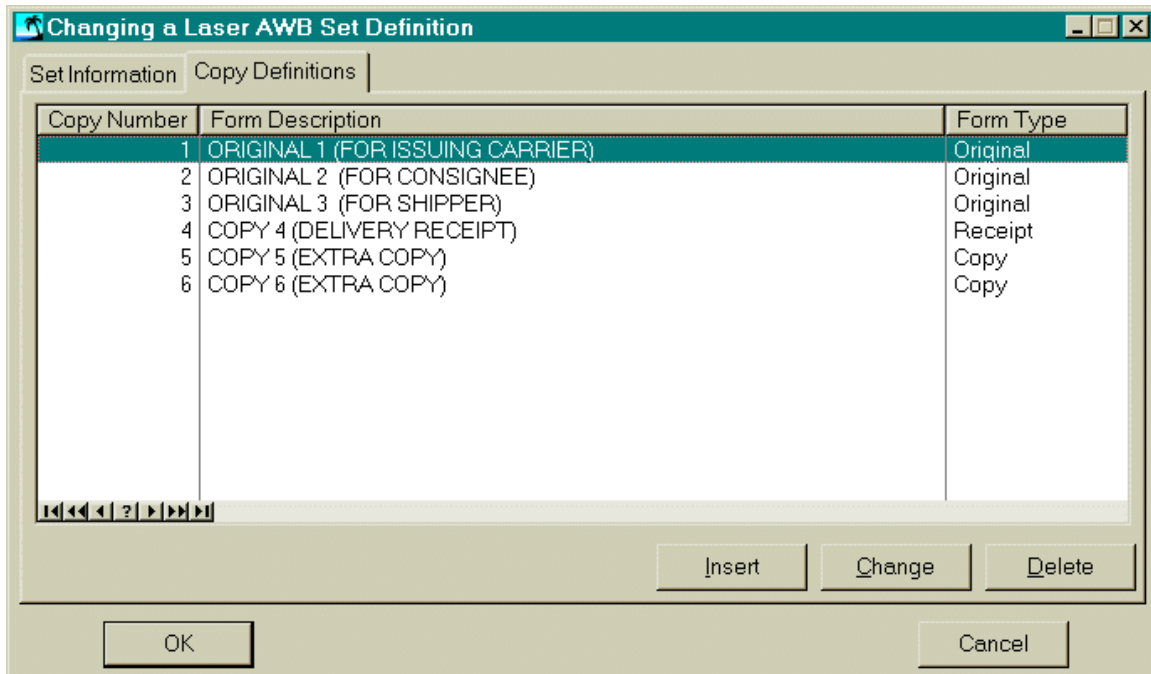 Changing a Laser AWB Set Definition
Set Information Copy Definitions
Copy Number Form Description Form Type
1 ORIGINAL 1 (FOR ISSUING CARRIER) Original
2 ORIGINAL 2 (FOR CONSIGNEE) Original
3 ORIGINAL 3 (FOR SHIPPER) Original
4 COPY 4 (DELIVERY RECEIPT) Receipt
5 COPY 5 (EXTRA COPY) Copy
6 COPY 6 (EXTRA COPY) Copy
?
Insert Change Delete
OK Cancel